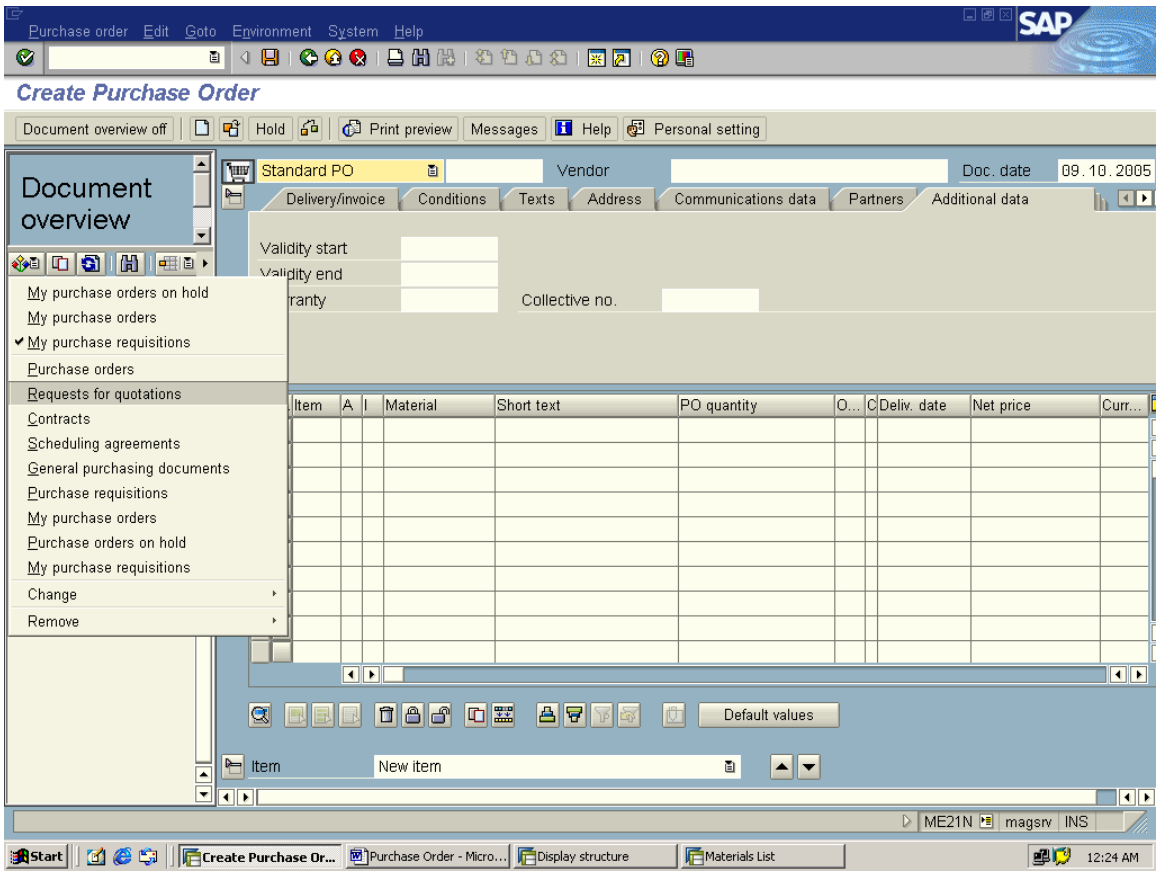 Purchase order Edit Goto Environment System Help
SAP
Create Purchase Order
Document overview off Hold Print preview Messages Help Personal setting
Document overview
Standard PO Vendor Doc. date 09.10.2005
Delivery/invoice Conditions Texts Address Communications data Partners Additional data
Validity start
Validity end
rranty Collective no.
My purchase orders on hold
My purchase orders
My purchase requisitions
Purchase orders
Requests for quotations
Contracts
Scheduling agreements
General purchasing documents
Purchase requisitions
My purchase orders
Purchase orders on hold
My purchase requisitions
Change
Remove
Item A I Material Short text PO quantity O... C Deliv. date Net price Curr...
Default values
Item New item
ME21N magsrv INS
Start Create Purchase Or... Purchase Order - Micro... Display structure Materials List 12:24 AM